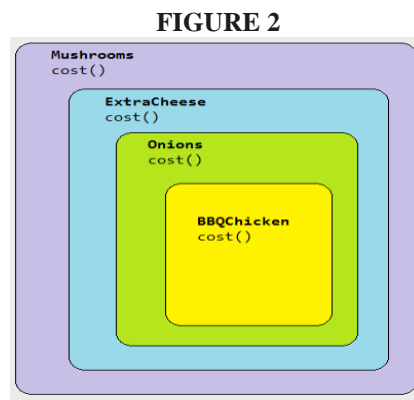 FIGURE 2
Mushrooms
cost()
ExtraCheese
cost()
Onions
cost()
BBQChicken
cost()